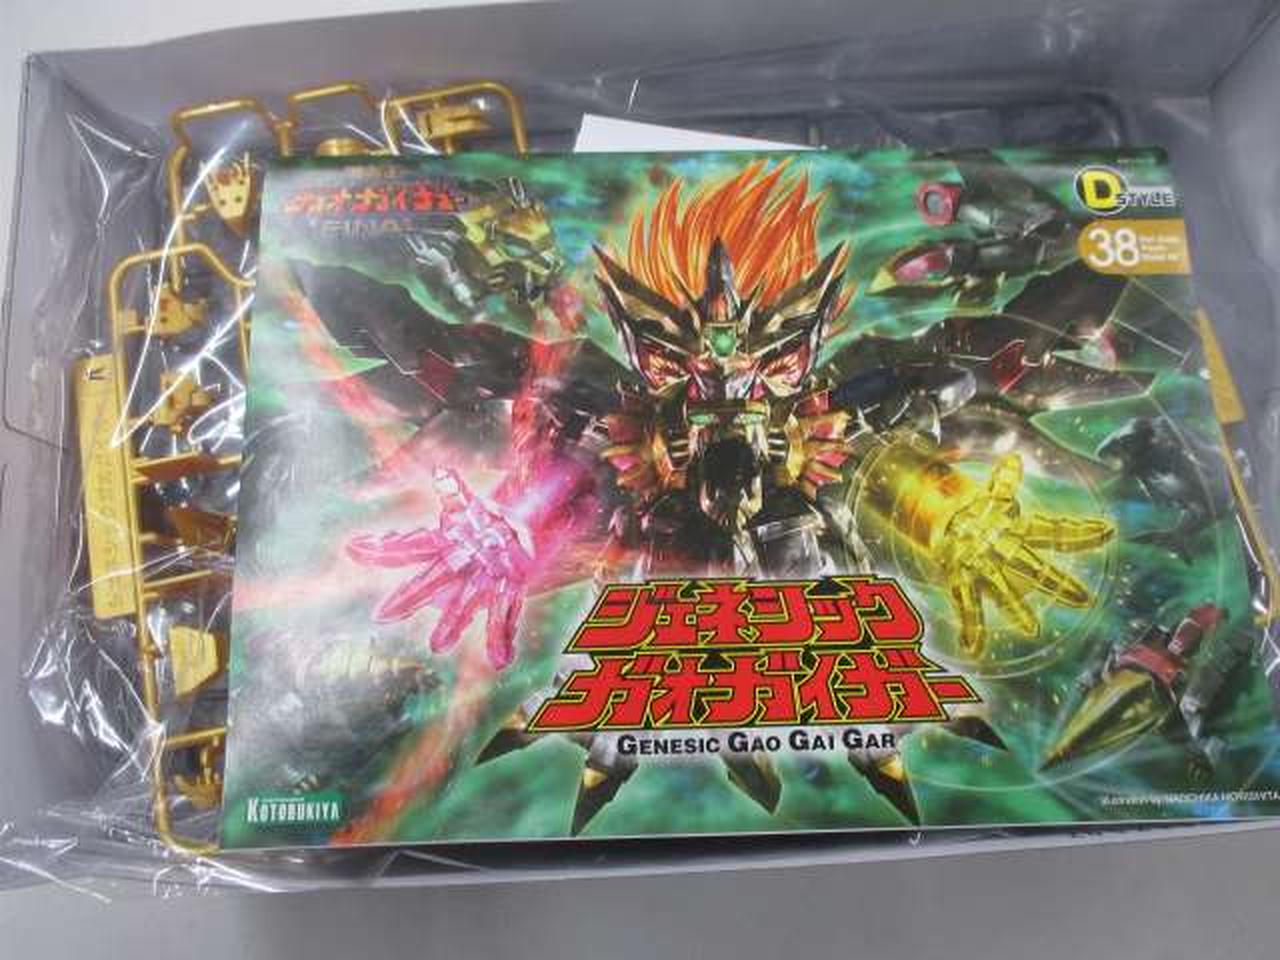 ガオガイガー
FINAL
D
STYLE
38
ジェネシック
ガオガイガー
GENESIC GAO GAI GAR
KOTOBUKIYA